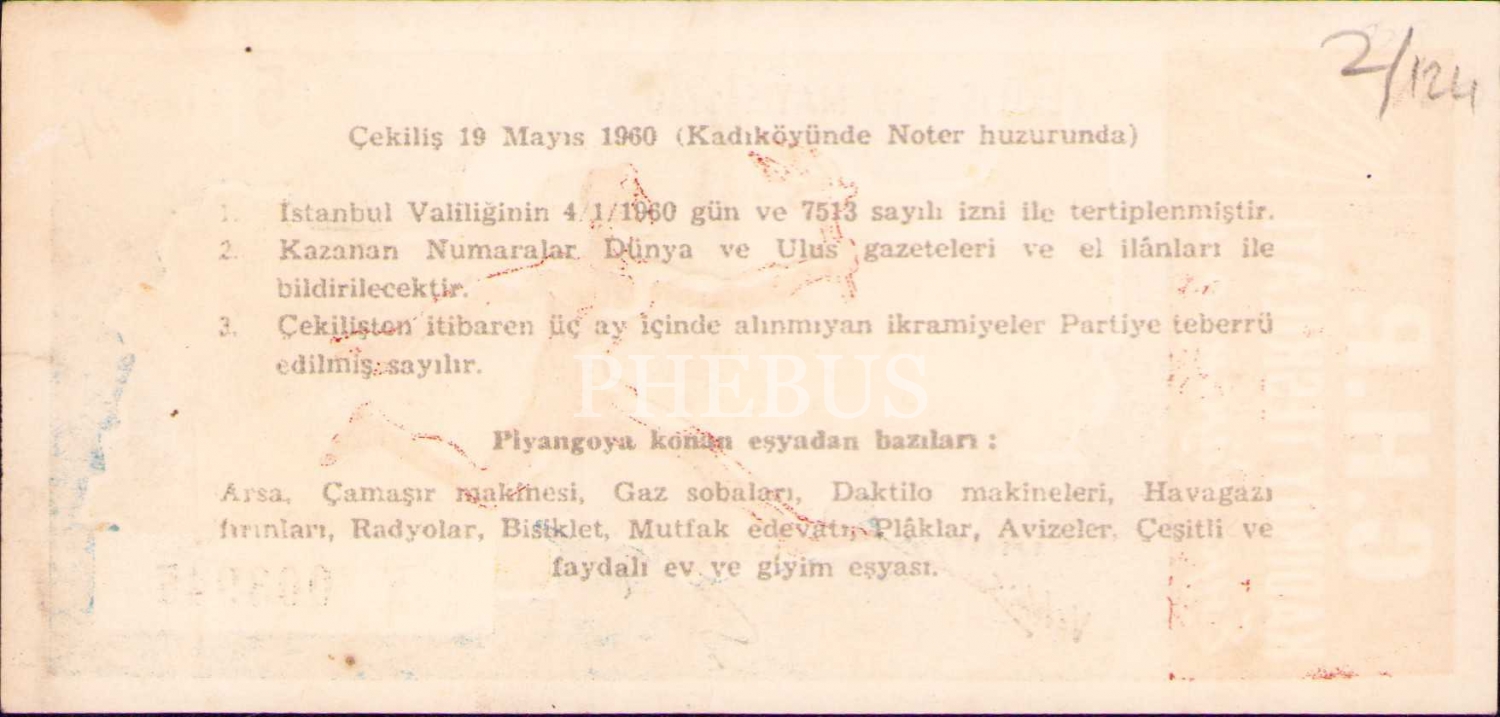 2/124
Çekiliş 19 Mayıs 1960 (Kadıköyünde Noter huzurunda)
1. İstanbul Valiliğinin 4/1/1960 gün ve 7513 sayılı izni ile tertiplenmiştir.
2. Kazanan Numaralar Dünya ve Ulus gazeteleri ve el ilânları ile
bildirilecektir.
3. Çekilişten itibaren üç ay içinde alınmıyan ikramiyeler Partiye teberrü
edilmiş sayılır.
PHEBUS
Piyangoya konan eşyadan bazıları :
Arsa, Çamaşır makinesi, Gaz sobaları, Daktilo makineleri, Havagazı
fırınları, Radyolar, Bisiklet, Mutfak edevatı, Plâklar, Avizeler, Çeşitli ve
faydalı ev ve giyim eşyası.
C.H.P.